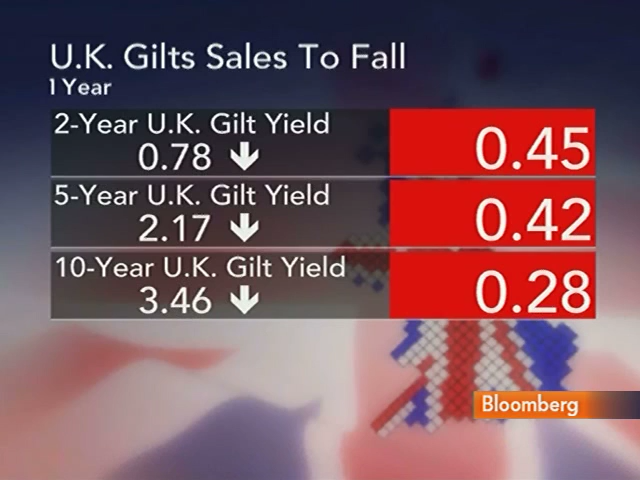 U.K. Gilts Sales To Fall
1 Year
2-Year U.K. Gilt Yield
0.78 ↓ 0.45
5-Year U.K. Gilt Yield
2.17 ↓ 0.42
10-Year U.K. Gilt Yield
3.46 ↓ 0.28
Bloomberg